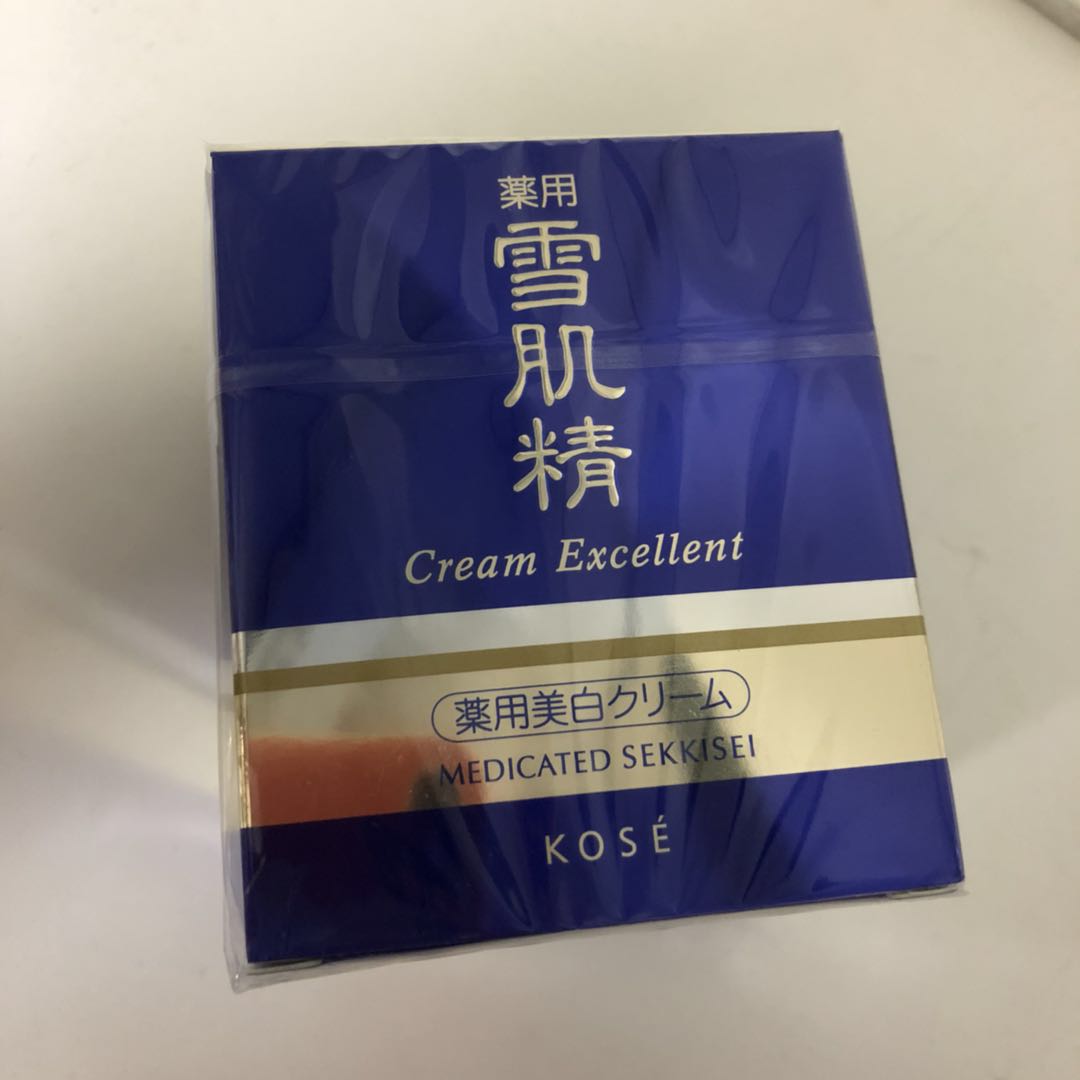 薬用
雪肌精
Cream Excellent
薬用美白クリーム
MEDICATED SEKKISEI
KOSÉ